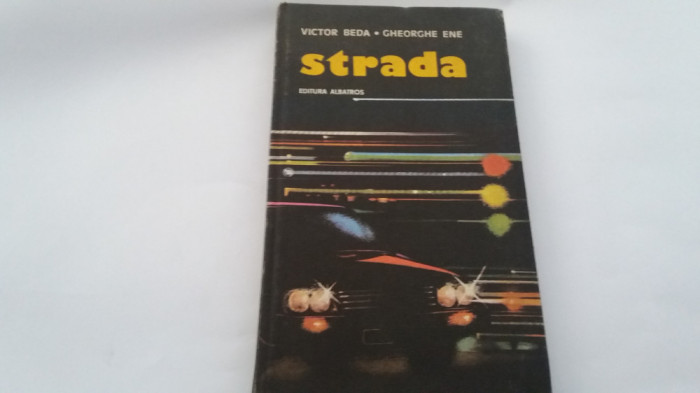 VICTOR BEDA • GHEORGHE ENE
strada
EDITURA ALBATROS